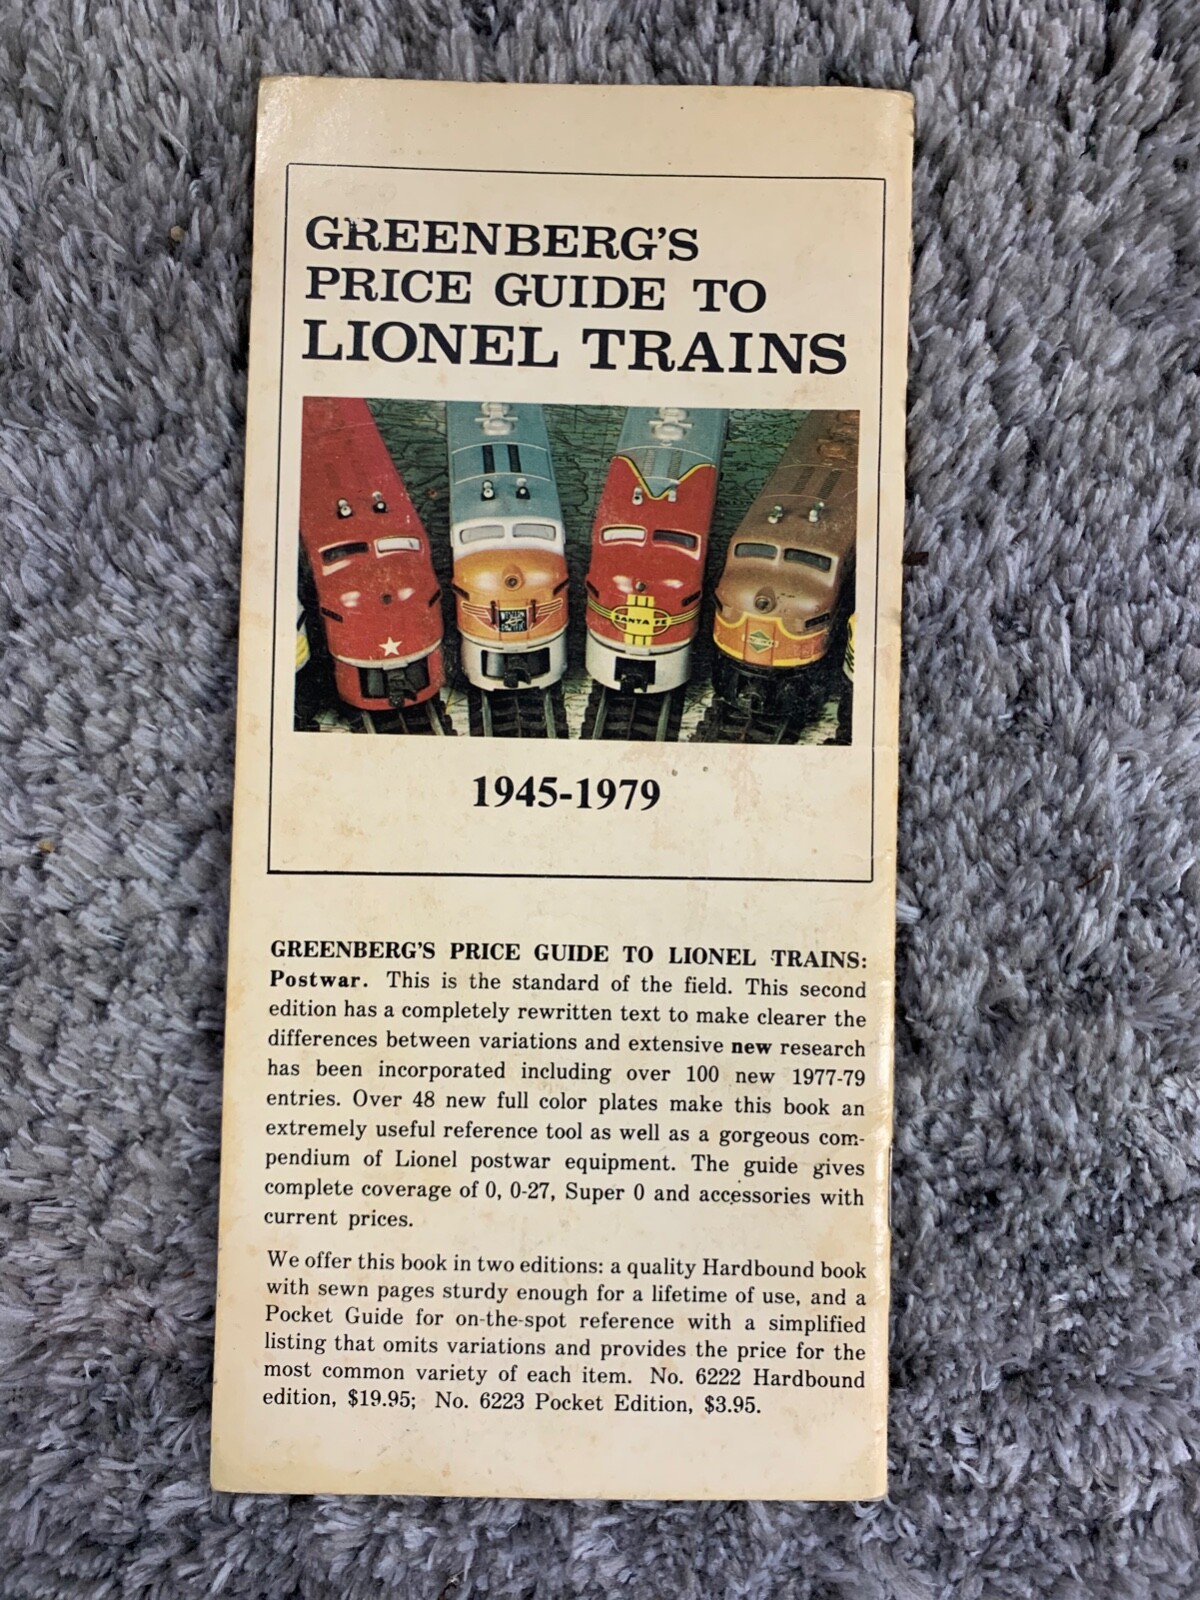 GREENBERG'S
PRICE GUIDE TO
LIONEL TRAINS
WESTERN
PACIFIC
SANTA FE
1945-1979
GREENBERG'S PRICE GUIDE TO LIONEL TRAINS:
Postwar. This is the standard of the field. This second
edition has a completely rewritten text to make clearer the
differences between variations and extensive new research
has been incorporated including over 100 new 1977-79
entries. Over 48 new full color plates make this book an
extremely useful reference tool as well as a gorgeous com-
pendium of Lionel postwar equipment. The guide gives
complete coverage of 0, 0-27, Super 0 and accessories with
current prices.
We offer this book in two editions: a quality Hardbound book
with sewn pages sturdy enough for a lifetime of use, and a
Pocket Guide for on-the-spot reference with a simplified
listing that omits variations and provides the price for the
most common variety of each item. No. 6222 Hardbound
edition, $19.95; No. 6223 Pocket Edition, $3.95.